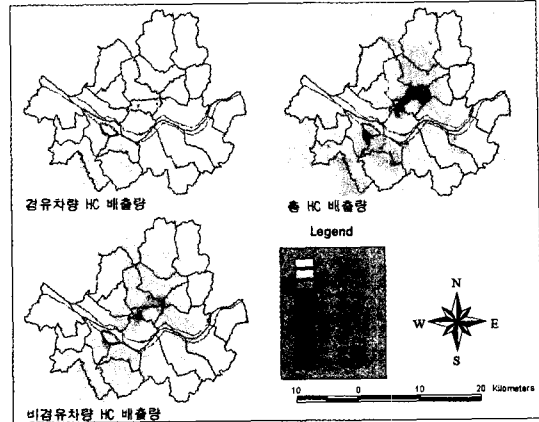 경유차량 HC 배출량
총 HC 배출량
Legend
비경유차량 HC 배출량
N
W E
S
10 0 10 20 Kilometers